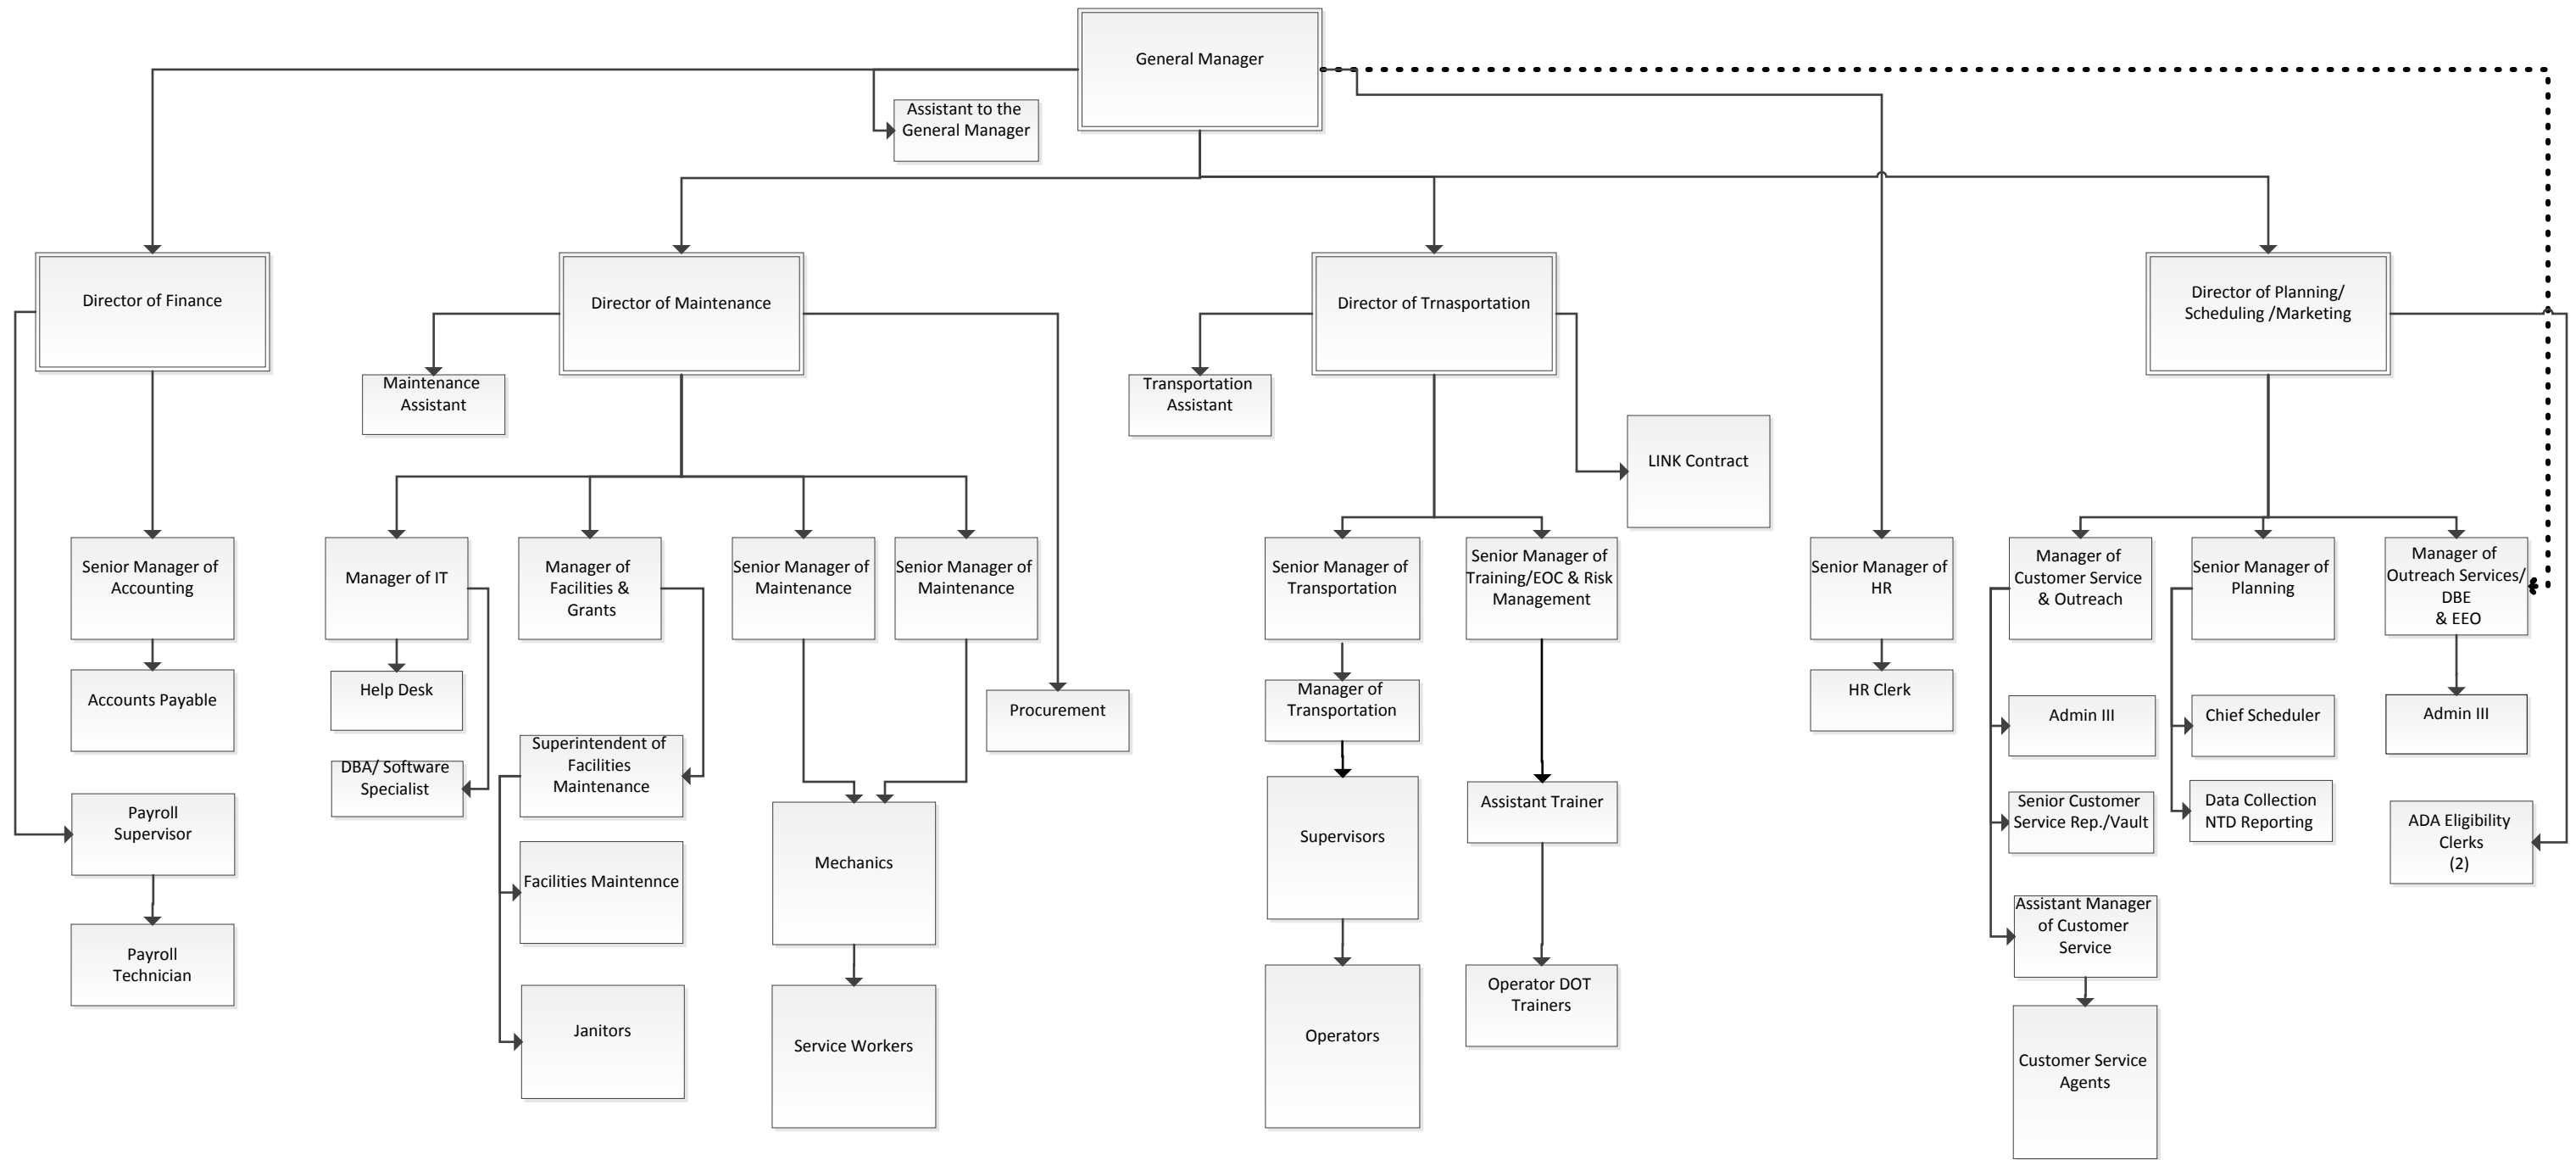 General Manager
Assistant to the
General Manager
Director of Finance
Director of Maintenance
Director of Trnasportation
Director of Planning/
Scheduling /Marketing
Maintenance
Assistant
Transportation
Assistant
LINK Contract
Senior Manager of
Accounting
Manager of IT
Manager of
Facilities &
Grants
Senior Manager of
Maintenance
Senior Manager of
Maintenance
Senior Manager of
Transportation
Senior Manager of
Training/EOC & Risk
Management
Senior Manager of
HR
Manager of
Customer Service
& Outreach
Senior Manager of
Planning
Manager of
Outreach Services/
DBE
& EEO
Accounts Payable
Help Desk
Procurement
Manager of
Transportation
HR Clerk
Admin III
Chief Scheduler
Admin III
DBA/ Software
Specialist
Superintendent of
Facilities
Maintenance
Payroll
Supervisor
Mechanics
Supervisors
Assistant Trainer
Senior Customer
Service Rep./Vault
Data Collection
NTD Reporting
ADA Eligibility
Clerks
(2)
Facilities Maintennce
Payroll
Technician
Assistant Manager
of Customer
Service
Janitors
Service Workers
Operators
Operator DOT
Trainers
Customer Service
Agents